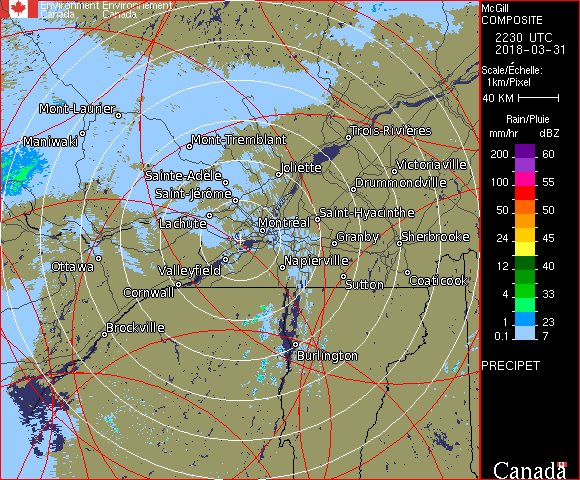 Environment Environnement
Canada Canada
McGill
COMPOSITE
2230 UTC
2018-03-31
Scale/Échelle:
1km/Pixel
40 KM
Rain/Pluie
mm/hr dBZ
200 60
100 55
50 50
24 45
12 40
4 33
1 23
0.1 7
PRECIPET
Mont-Laurier
Maniwaki
Mont-Tremblant
Trois-Rivières
Sainte-Adèle
Joliette
Victoriaville
Saint-Jérôme
Drummondville
Lachute
Montréal
Saint-Hyacinthe
Granby
Sherbrooke
Ottawa
Valleyfield
Napierville
Cornwall
Sutton
Coaticook
Brockville
Burlington
Canada